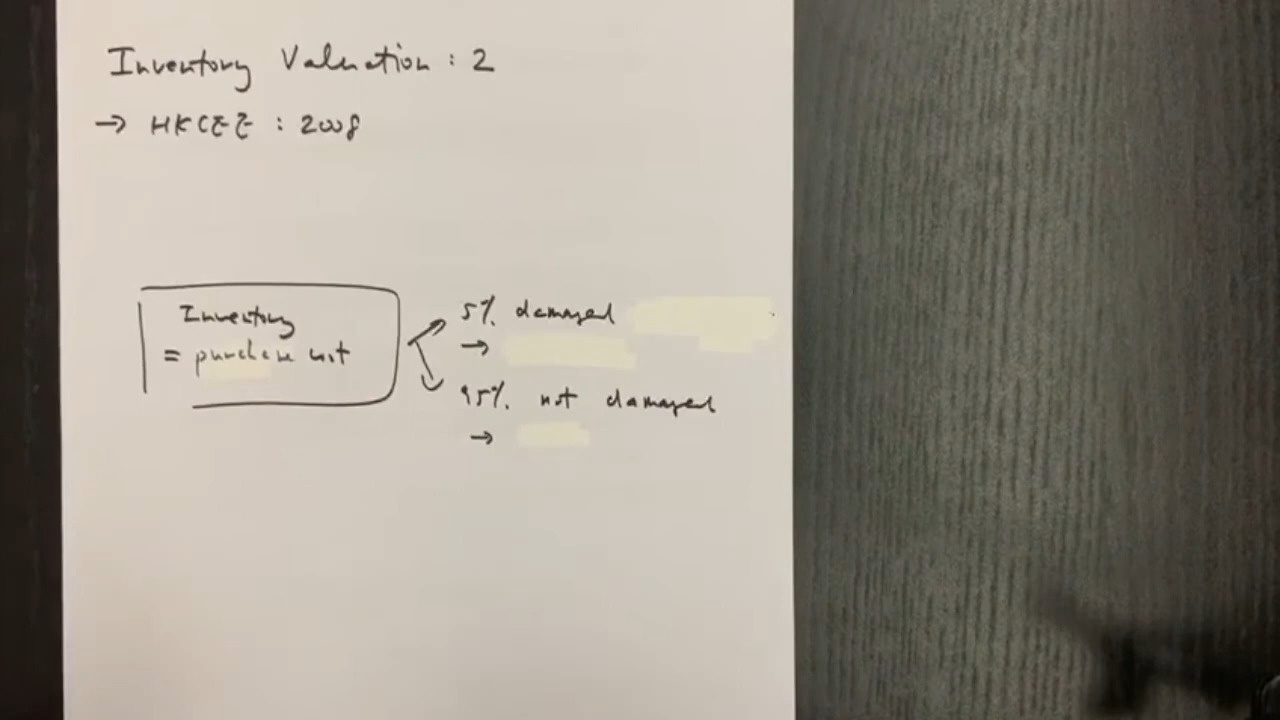 Inventory Valuation : 2
→ HKCEE : 2008
Inventory
= purchase cost
5% damaged
→
95% not damaged
→